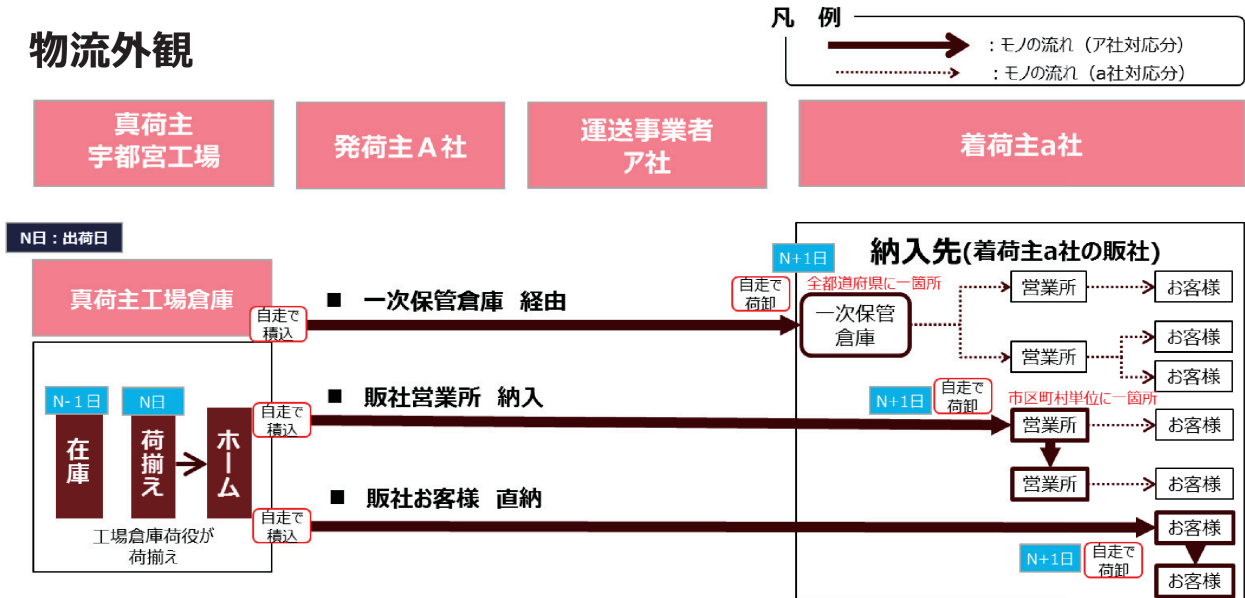 物流外観
凡 例
：モノの流れ（ア社対応分）
：モノの流れ（a社対応分）
真荷主
宇都宮工場
発荷主Ａ社
運送事業者
ア社
着荷主a社
N日：出荷日
真荷主工場倉庫
自走で
積込
■ 一次保管倉庫 経由
自走で
荷卸
N+1日
納入先(着荷主a社の販社)
全都道府県に一箇所
一次保管
倉庫
営業所
お客様
営業所
お客様
お客様
N-1日
在庫
N日
荷揃え
ホーム
工場倉庫荷役が
荷揃え
自走で
積込
■ 販社営業所 納入
N+1日
自走で
荷卸
市区町村単位に一箇所
営業所
お客様
営業所
お客様
自走で
積込
■ 販社お客様 直納
お客様
N+1日
自走で
荷卸
お客様